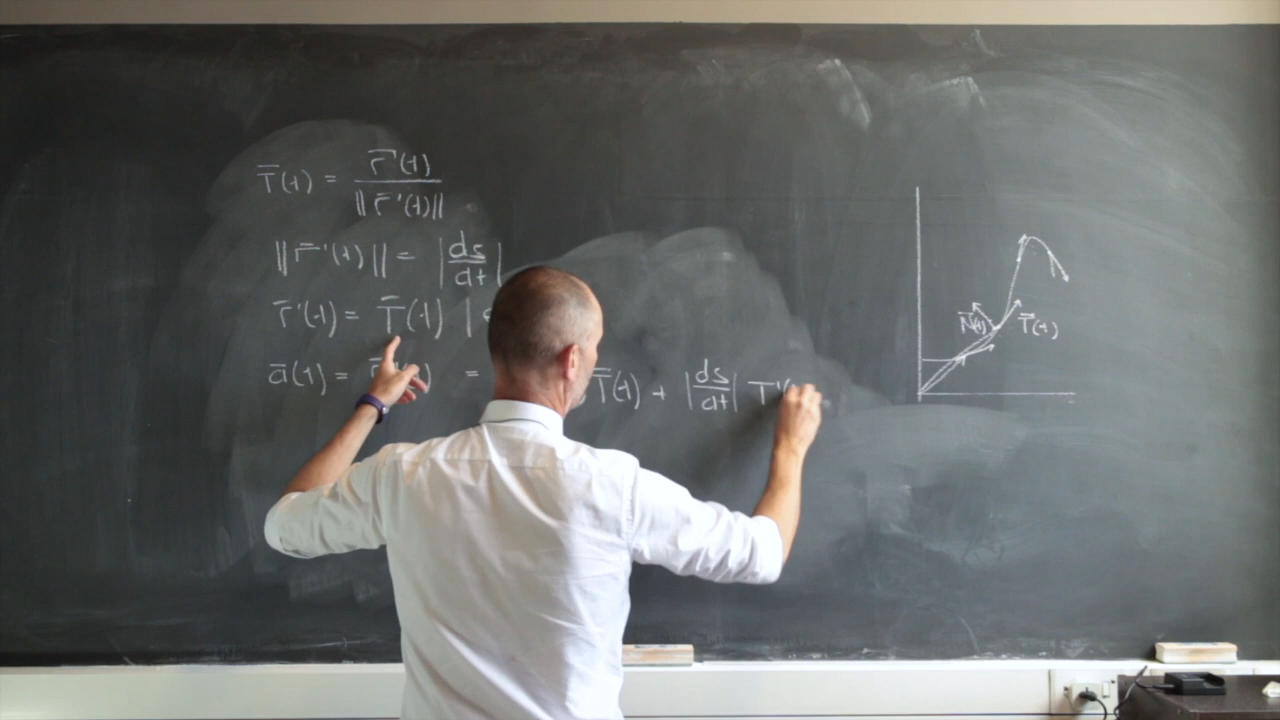 T̄(t) = r̄'(t) / ||r̄'(t)||
||r̄'(t)|| = |ds/dt|
r̄'(t) = T̄(t) |
ā(t) = = T̄(t) + |ds/dt| T'(
N̄(t) T̄(t)